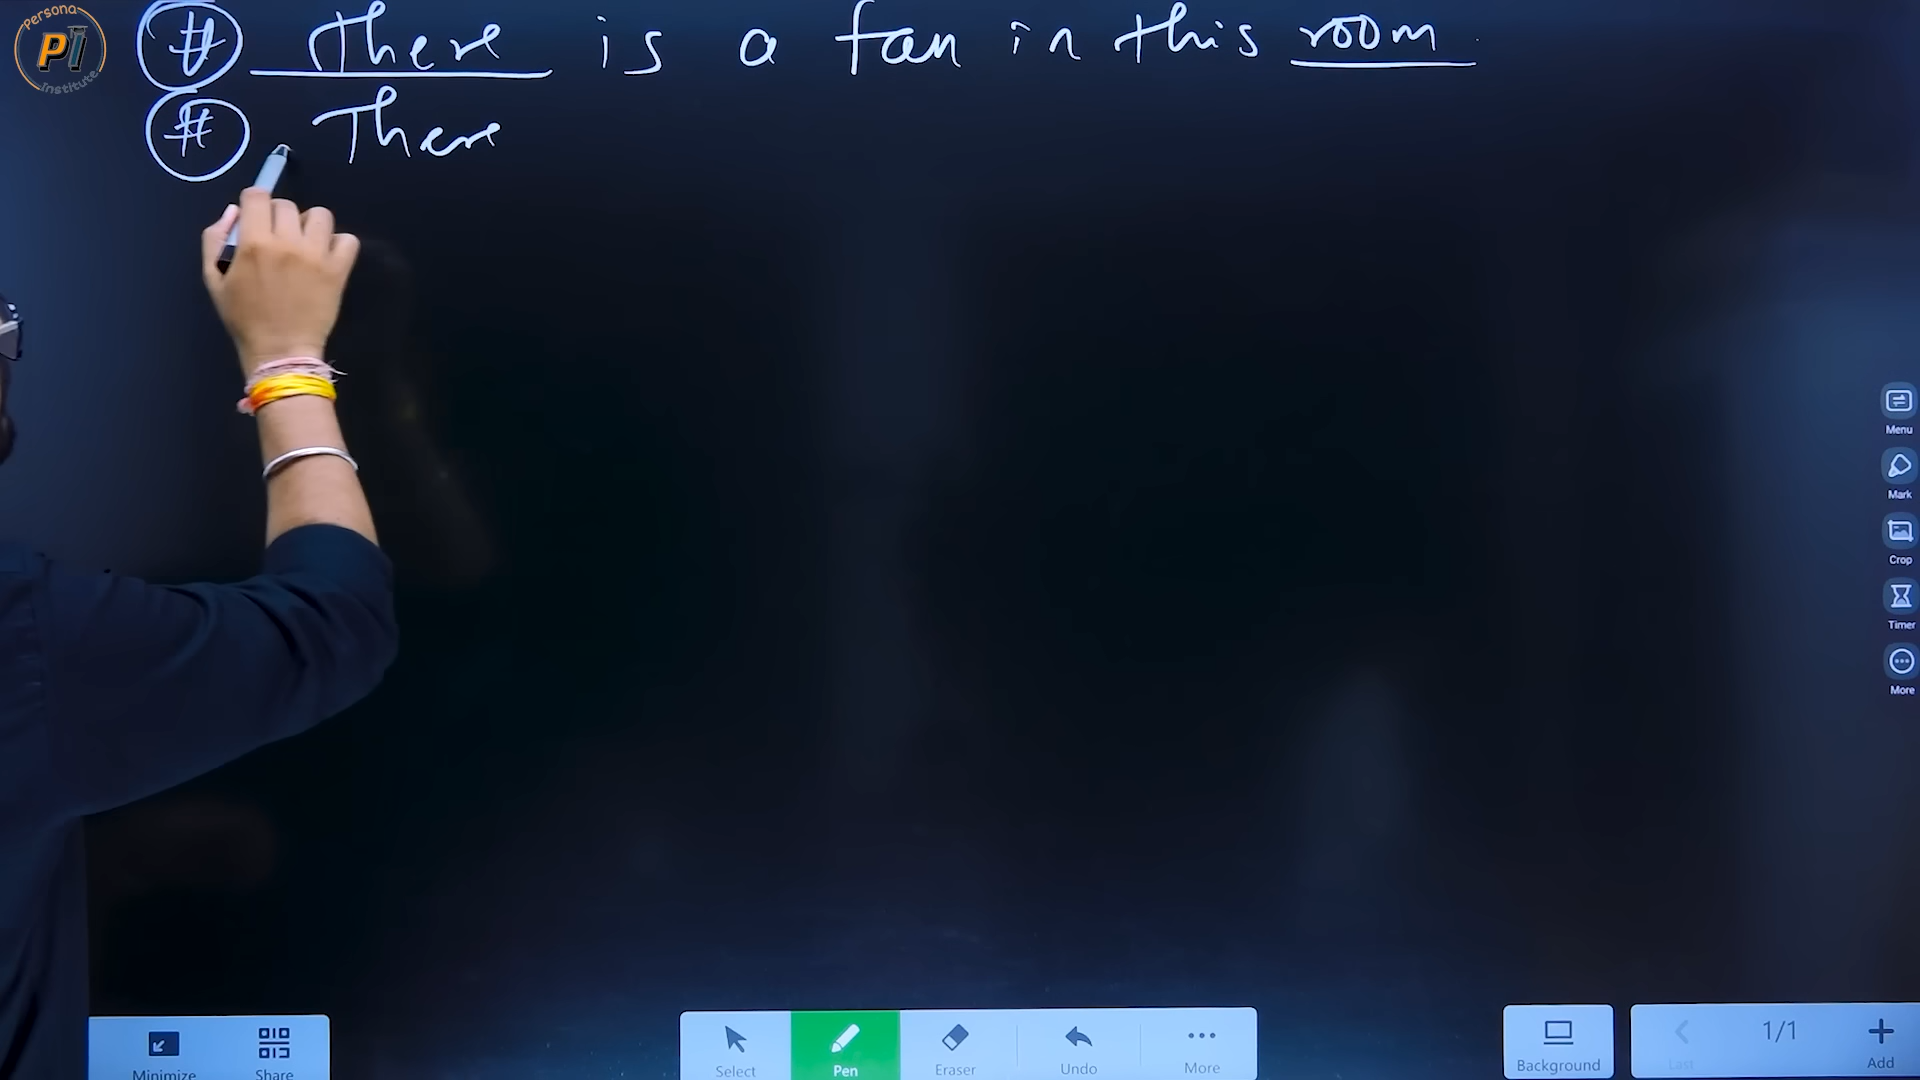 Persona
PI
Institute
# There is a fan in this room.
# There
Menu
Mark
Crop
Timer
More
Minimize
Share
Select
Pen
Eraser
Undo
More
Background
Last
1/1
Add